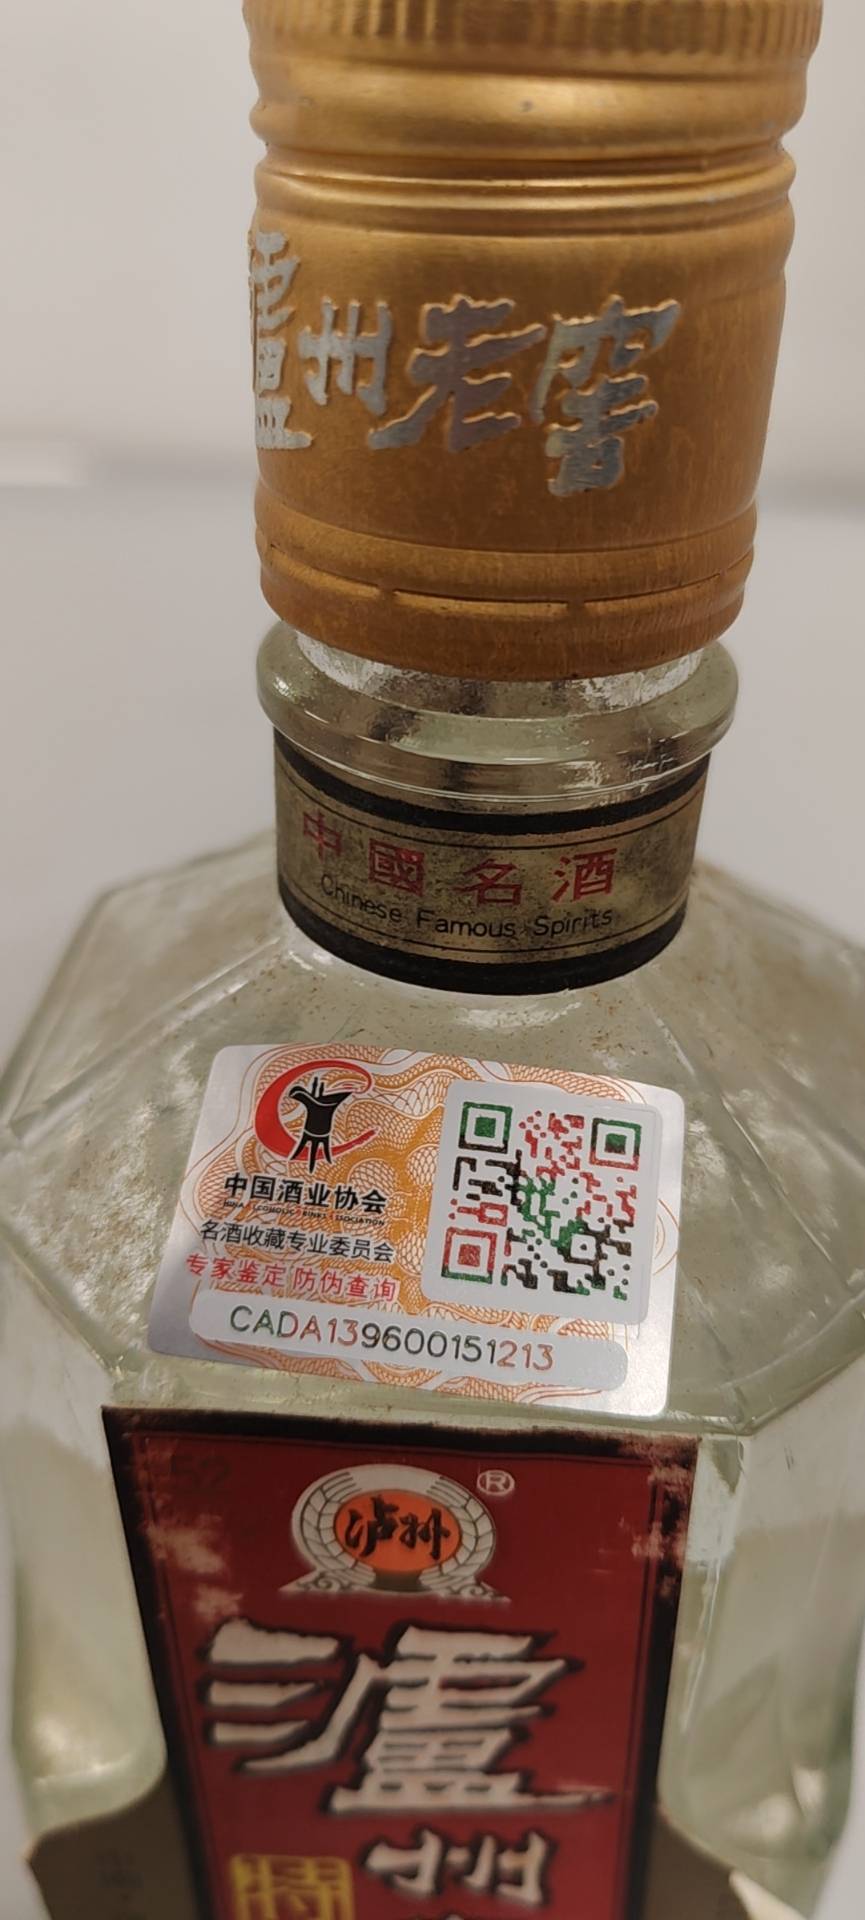 瀘州老窖
中國名酒
Chinese Famous Spirits
中国酒业协会
名酒收藏专业委员会
专家鉴定 防伪查询
CADA139600151213
52
®
泸州
瀘
州
特